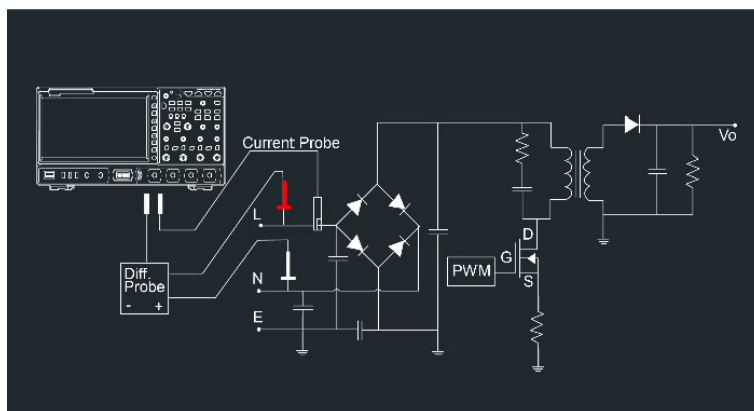 Current Probe
Vo
L
D
Diff.
Probe
- +
G
PWM
N
S
E